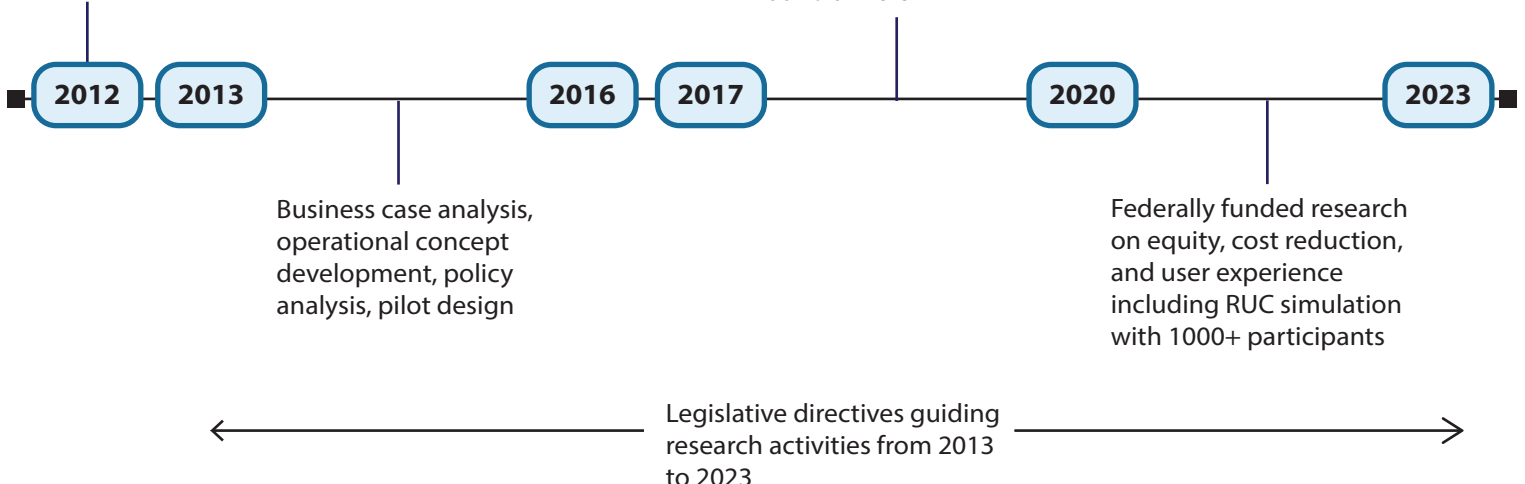 2012
2013
2016
2017
2020
2023
Business case analysis,
operational concept
development, policy
analysis, pilot design
Federally funded research
on equity, cost reduction,
and user experience
including RUC simulation
with 1000+ participants
Legislative directives guiding
research activities from 2013
to 2023